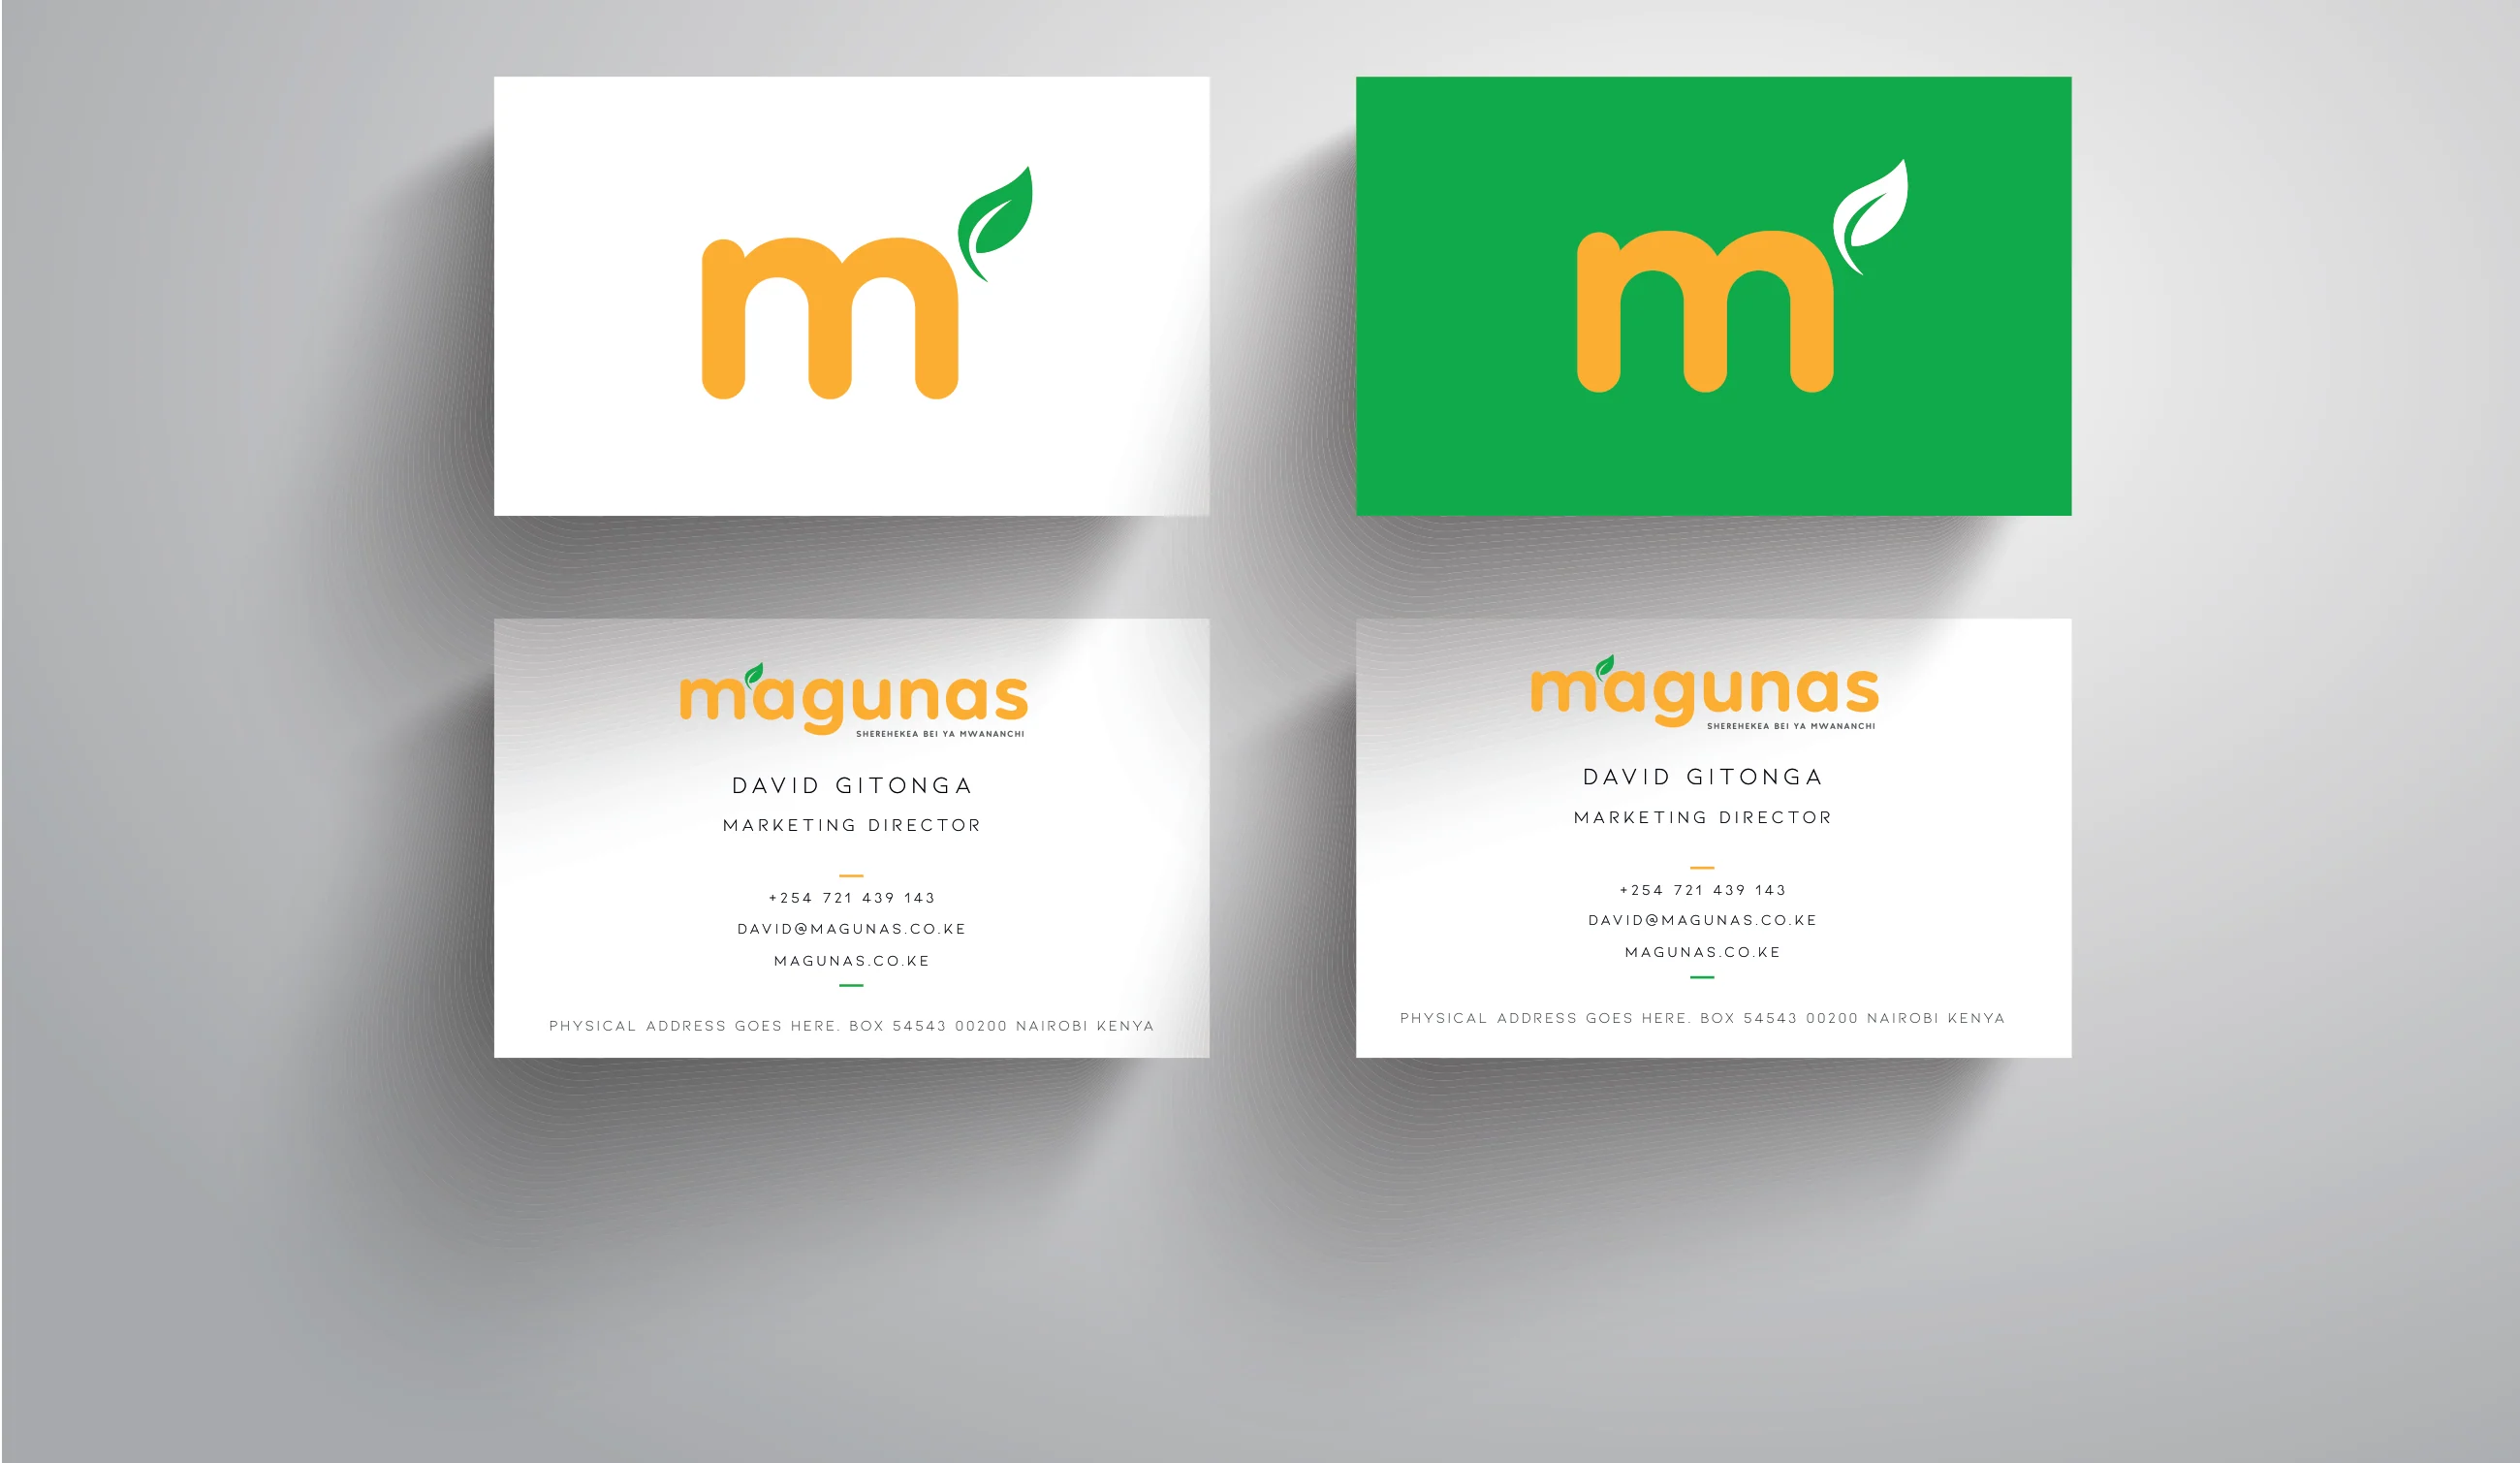 m
m
magunas
SHEREHEKEA BEI YA MWANANCHI
DAVID GITONGA
MARKETING DIRECTOR
+254 721 439 143
DAVID@MAGUNAS.CO.KE
MAGUNAS.CO.KE
PHYSICAL ADDRESS GOES HERE. BOX 54543 00200 NAIROBI KENYA
magunas
SHEREHEKEA BEI YA MWANANCHI
DAVID GITONGA
MARKETING DIRECTOR
+254 721 439 143
DAVID@MAGUNAS.CO.KE
MAGUNAS.CO.KE
PHYSICAL ADDRESS GOES HERE. BOX 54543 00200 NAIROBI KENYA